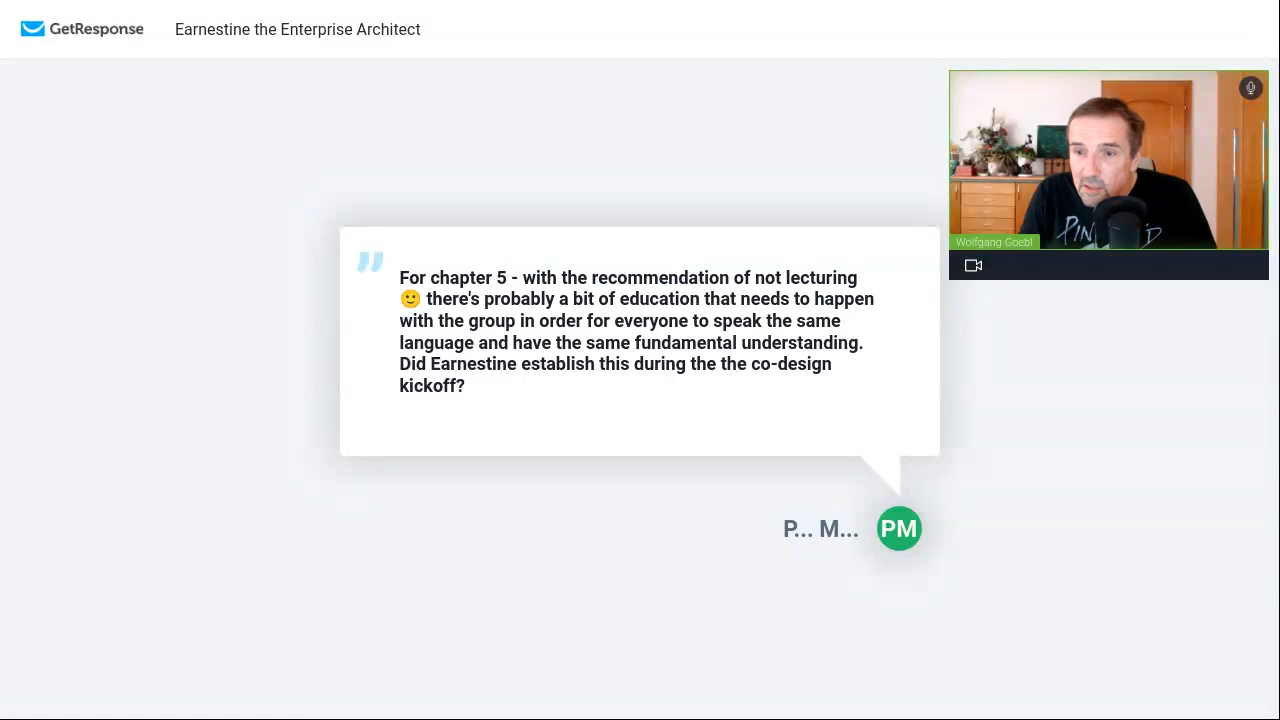 GetResponse
Earnestine the Enterprise Architect
For chapter 5 - with the recommendation of not lecturing
🙂 there's probably a bit of education that needs to happen
with the group in order for everyone to speak the same
language and have the same fundamental understanding.
Did Earnestine establish this during the the co-design
kickoff?
P... M...
PM
Wolfgang Goebl